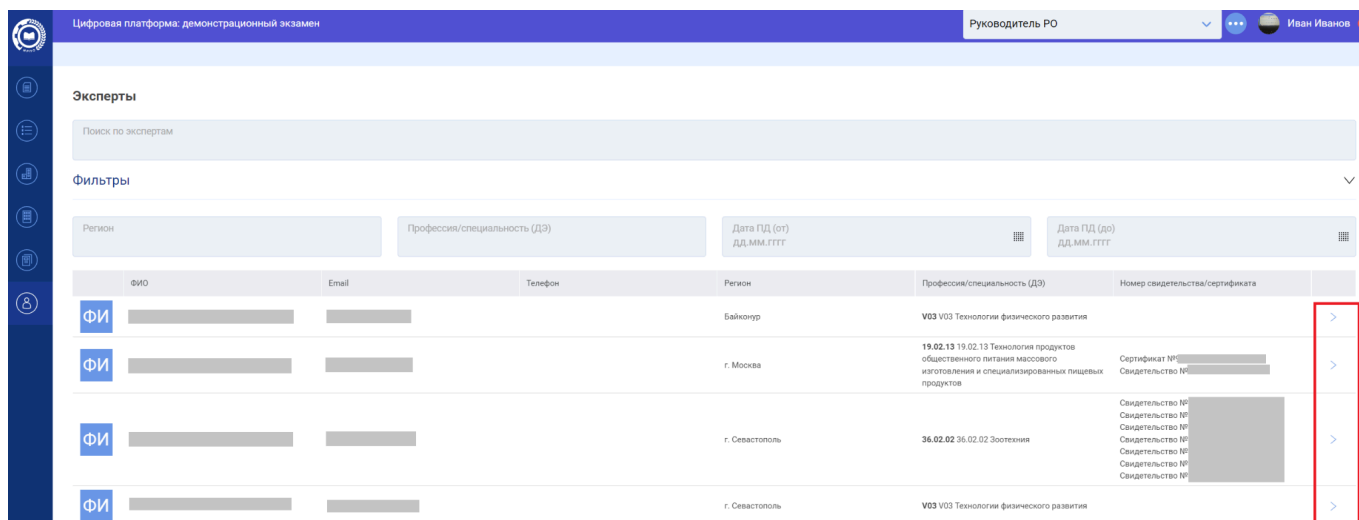 Цифровая платформа: демонстрационный экзамен
Руководитель РО
Иван Иванов
Эксперты
Поиск по экспертам
Фильтры
Регион
Профессия/специальность (ДЭ)
Дата ПД (от)
дд.мм.гггг
Дата ПД (до)
дд.мм.гггг
ФИО Email Телефон Регион Профессия/специальность (ДЭ) Номер свидетельства/сертификата
ФИ
Байконур
V03 V03 Технологии физического развития
ФИ
г. Москва
19.02.13 19.02.13 Технология продуктов
общественного питания массового
изготовления и специализированных пищевых
продуктов
Сертификат №
Свидетельство №
ФИ
г. Севастополь
36.02.02 36.02.02 Зоотехния
Свидетельство №
Свидетельство №
Свидетельство №
Свидетельство №
Свидетельство №
Свидетельство №
Свидетельство №
ФИ
г. Севастополь
V03 V03 Технологии физического развития